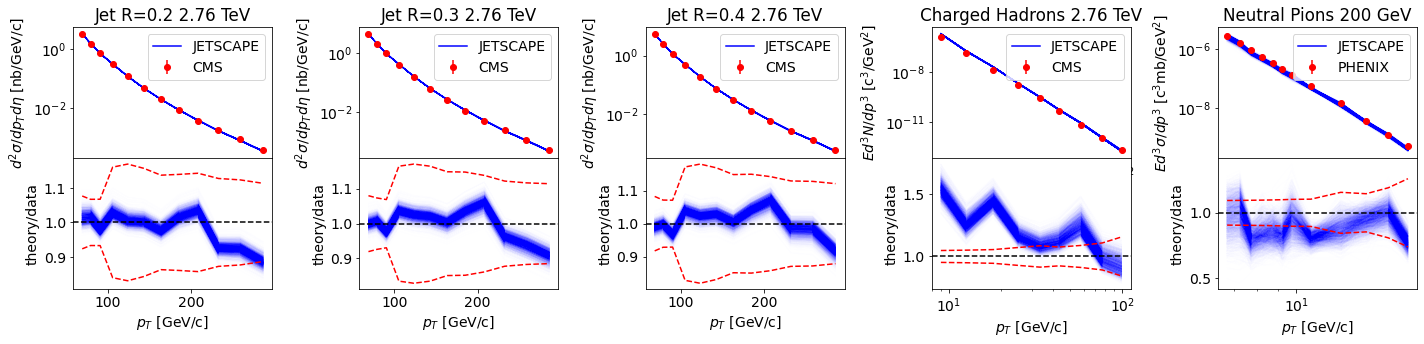 Jet R=0.2 2.76 TeV
d²σ/dp_Tdη [nb/GeV/c]
10⁰
10⁻²
JETSCAPE
CMS
theory/data
1.1
1.0
0.9
100
200
p_T [GeV/c]
Jet R=0.3 2.76 TeV
d²σ/dp_Tdη [nb/GeV/c]
10⁰
10⁻²
JETSCAPE
CMS
theory/data
1.1
1.0
0.9
100
200
p_T [GeV/c]
Jet R=0.4 2.76 TeV
d²σ/dp_Tdη [nb/GeV/c]
10⁰
10⁻²
JETSCAPE
CMS
theory/data
1.1
1.0
0.9
100
200
p_T [GeV/c]
Charged Hadrons 2.76 TeV
Ed³N/dp³ [c³/GeV²]
10⁻⁸
10⁻¹¹
JETSCAPE
CMS
theory/data
1.5
1.0
10¹
10²
p_T [GeV/c]
Neutral Pions 200 GeV
Ed³σ/dp³ [c³mb/GeV²]
10⁻⁶
10⁻⁸
JETSCAPE
PHENIX
theory/data
1.0
0.5
10¹
p_T [GeV/c]